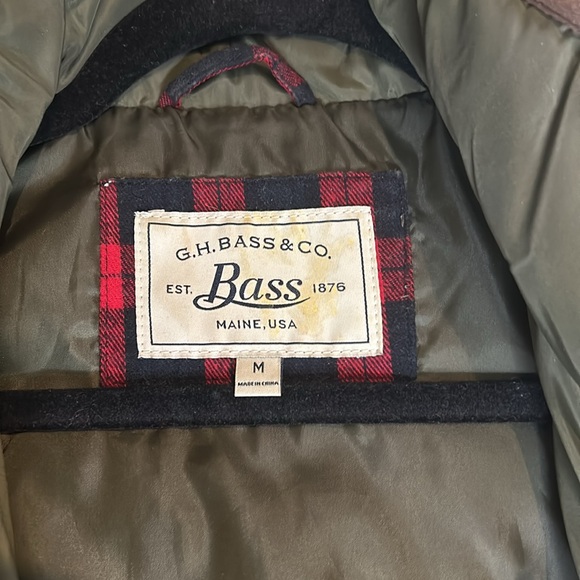 G.H.BASS & CO.
EST. Bass 1876
MAINE, USA
M
MADE IN CHINA